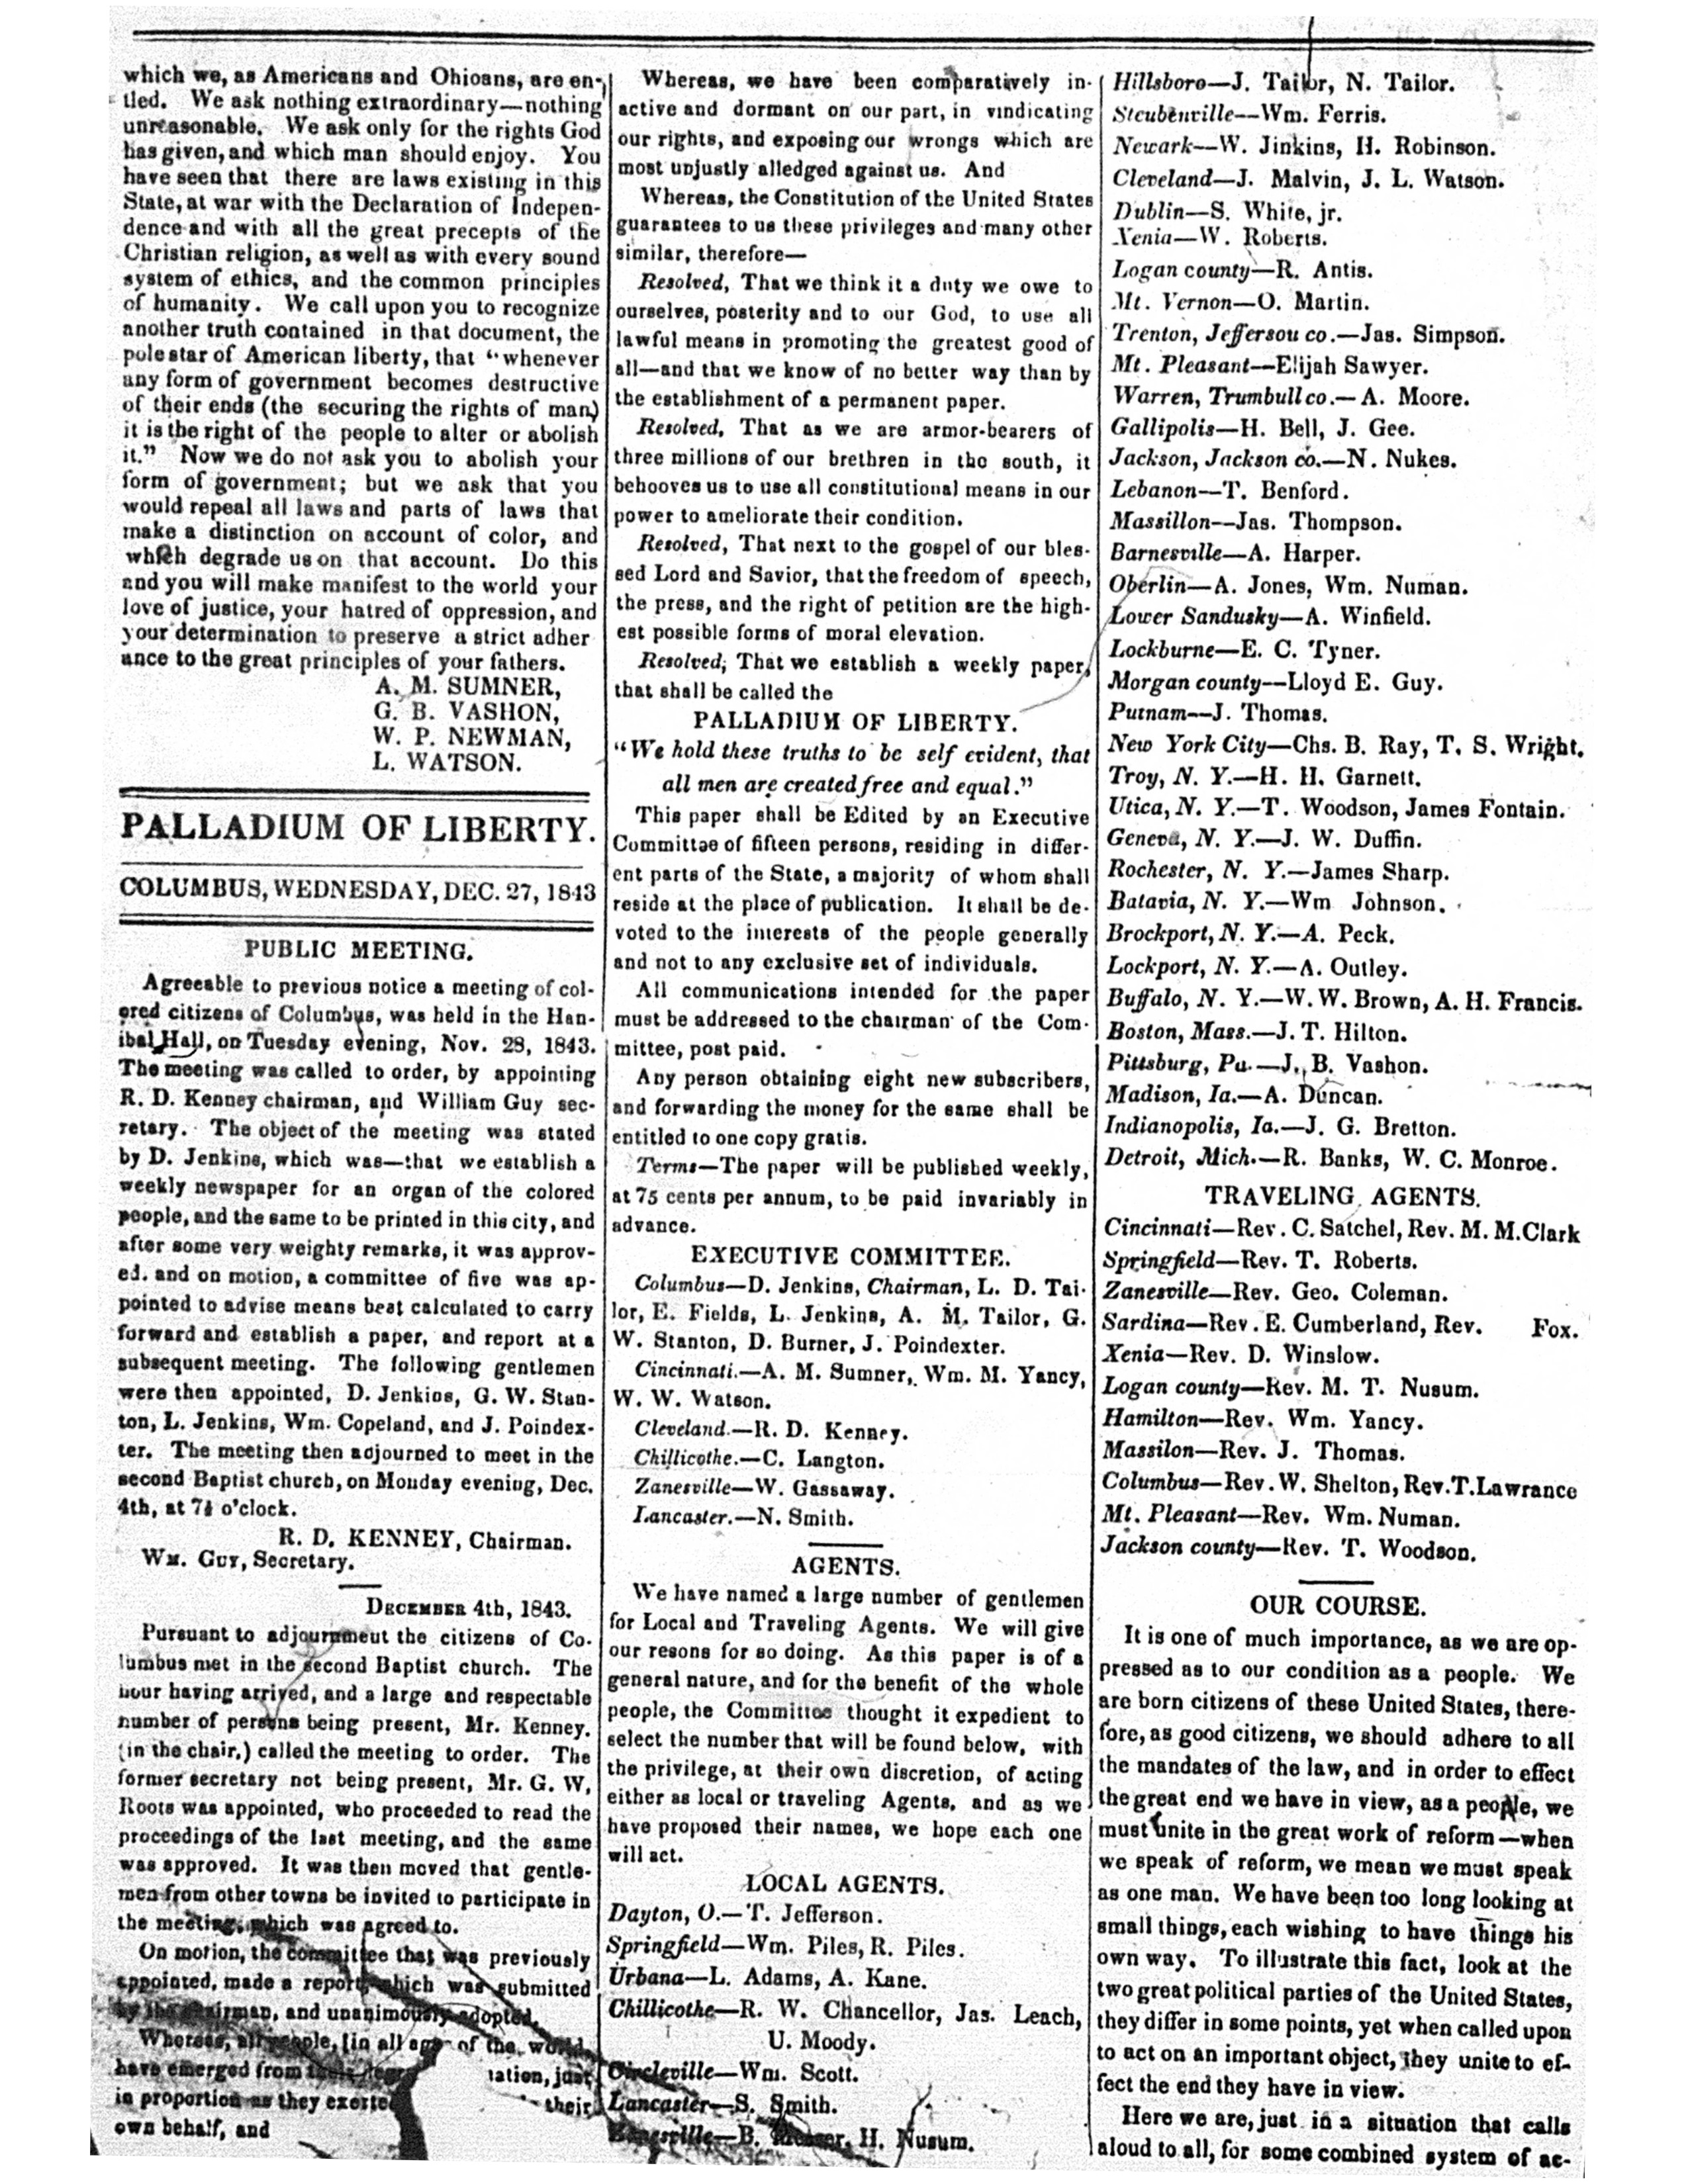 which we, as Americans and Ohioans, are en-
tled. We ask nothing extraordinary—nothing
unreasonable. We ask only for the rights God
has given, and which man should enjoy. You
have seen that there are laws existing in this
State, at war with the Declaration of Indepen-
dence and with all the great precepts of the
Christian religion, as well as with every sound
system of ethics, and the common principles
of humanity. We call upon you to recognize
another truth contained in that document, the
polestar of American liberty, that "whenever
any form of government becomes destructive
of their ends (the securing the rights of man)
it is the right of the people to alter or abolish
it." Now we do not ask you to abolish your
form of government; but we ask that you
would repeal all laws and parts of laws that
make a distinction on account of color, and
which degrade us on that account. Do this
and you will make manifest to the world your
love of justice, your hatred of oppression, and
your determination to preserve a strict adher
ance to the great principles of your fathers.
A. M. SUMNER,
G. B. VASHON,
W. P. NEWMAN,
L. WATSON.
PALLADIUM OF LIBERTY.
COLUMBUS, WEDNESDAY, DEC. 27, 1843
PUBLIC MEETING.
Agreeable to previous notice a meeting of col-
ored citizens of Columbus, was held in the Han-
ibal Hall, on Tuesday evening, Nov. 28, 1843.
The meeting was called to order, by appointing
R. D. Kenney chairman, and William Guy sec-
retary. The object of the meeting was stated
by D. Jenkins, which was—that we establish a
weekly newspaper for an organ of the colored
people, and the same to be printed in this city, and
after some very weighty remarks, it was approv-
ed. and on motion, a committee of five was ap-
pointed to advise means best calculated to carry
forward and establish a paper, and report at a
subsequent meeting. The following gentlemen
were then appointed, D. Jenkins, G. W. Stan-
ton, L. Jenkins, Wm. Copeland, and J. Poindex-
ter. The meeting then adjourned to meet in the
second Baptist church, on Monday evening, Dec.
4th, at 7½ o'clock.
R. D. KENNEY, Chairman.
WM. GUY, Secretary.
DECEMBER 4th, 1843.
Pursuant to adjournmeut the citizens of Co.
lumbus met in the second Baptist church. The
hour having arrived, and a large and respectable
number of persons being present, Mr. Kenney.
(in the chair,) called the meeting to order. The
former secretary not being present, Mr. G. W.
Roots was appointed, who proceeded to read the
proceedings of the last meeting, and the same
was approved. It was then moved that gentle-
men from other towns be invited to participate in
the meeting, which was agreed to.
On motion, the committee that was previously
appointed, made a report, which was submitted
by the chairman, and unanimously adopted.
Whereas, all people, [in all ages of the world,
have emerged from their ation, just
in proportion as they exerte their
own behalf, and
Whereas, we have been comparatively in-
active and dormant on our part, in vindicating
our rights, and exposing our wrongs which are
most unjustly alledged against us. And
Whereas, the Constitution of the United States
guarantees to us these privileges and many other
similar, therefore—
Resolved, That we think it a duty we owe to
ourselves, posterity and to our God, to use all
lawful means in promoting the greatest good of
all—and that we know of no better way than by
the establishment of a permanent paper.
Resolved, That as we are armor-bearers of
three millions of our brethren in the south, it
behooves us to use all constitutional means in our
power to ameliorate their condition.
Resolved, That next to the gospel of our bles-
sed Lord and Savior, that the freedom of speech,
the press, and the right of petition are the high-
est possible forms of moral elevation.
Resolved, That we establish a weekly paper,
that shall be called the
PALLADIUM OF LIBERTY.
"We hold these truths to be self evident, that
all men are created free and equal."
This paper shall be Edited by an Executive
Committae of fifteen persons, residing in differ-
ent parts of the State, a majority of whom shall
reside at the place of publication. It shall be de-
voted to the interests of the people generally
and not to any exclusive set of individuals.
All communications intended for the paper
must be addressed to the chairman of the Com-
mittee, post paid.
Any person obtaining eight new subscribers,
and forwarding the money for the same shall be
entitled to one copy gratis.
Terms—The paper will be published weekly,
at 75 cents per annum, to be paid invariably in
advance.
EXECUTIVE COMMITTEE.
Columbus—D. Jenkins, Chairman, L. D. Tai-
lor, E. Fields, L. Jenkins, A. M. Tailor, G.
W. Stanton, D. Burner, J. Poindexter.
Cincinnati.—A. M. Sumner, Wm. M. Yancy,
W. W. Watson.
Cleveland.—R. D. Kenney.
Chillicothe.—C. Langton.
Zanesville—W. Gassaway.
Lancaster.—N. Smith.
AGENTS.
We have named a large number of gentlemen
for Local and Traveling Agents. We will give
our resons for so doing. As this paper is of a
general nature, and for the benefit of the whole
people, the Committee thought it expedient to
select the number that will be found below, with
the privilege, at their own discretion, of acting
either as local or traveling Agents, and as we
have proposed their names, we hope each one
will act.
LOCAL AGENTS.
Dayton, O.—T. Jefferson.
Springfield—Wm. Piles, R. Piles.
Urbana—L. Adams, A. Kane.
Chillicothe—R. W. Chancellor, Jas. Leach,
U. Moody.
Circleville—Wm. Scott.
Lancaster—S. Smith.
Zanesville—B. H. Nusum.
Hillsboro—J. Tailor, N. Tailor.
Steubenville—Wm. Ferris.
Newark—W. Jinkins, H. Robinson.
Cleveland—J. Malvin, J. L. Watson.
Dublin—S. White, jr.
Xenia—W. Roberts.
Logan county—R. Antis.
Mt. Vernon—O. Martin.
Trenton, Jeffersou co.—Jas. Simpson.
Mt. Pleasant—Elijah Sawyer.
Warren, Trumbull co.—A. Moore.
Gallipolis—H. Bell, J. Gee.
Jackson, Jackson co.—N. Nukes.
Lebanon—T. Benford.
Massillon—Jas. Thompson.
Barnesville—A. Harper.
Oberlin—A. Jones, Wm. Numan.
Lower Sandusky—A. Winfield.
Lockburne—E. C. Tyner.
Morgan county—Lloyd E. Guy.
Putnam—J. Thomas.
New York City—Chs. B. Ray, T. S. Wright.
Troy, N. Y.—H. H. Garnett.
Utica, N. Y.—T. Woodson, James Fontain.
Geneva, N. Y.—J. W. Duffin.
Rochester, N. Y.—James Sharp.
Batavia, N. Y.—Wm Johnson.
Brockport, N. Y.—A. Peck.
Lockport, N. Y.—A. Outley.
Buffalo, N. Y.—W. W. Brown, A. H. Francis.
Boston, Mass.—J. T. Hilton.
Pittsburg, Pa.—J. B. Vashon.
Madison, Ia.—A. Duncan.
Indianopolis, Ia.—J. G. Bretton.
Detroit, Mich.—R. Banks, W. C. Monroe.
TRAVELING AGENTS.
Cincinnati—Rev. C. Satchel, Rev. M. M. Clark
Springfield—Rev. T. Roberts.
Zanesville—Rev. Geo. Coleman.
Sardina—Rev. E. Cumberland, Rev. Fox.
Xenia—Rev. D. Winslow.
Logan county—Rev. M. T. Nusum.
Hamilton—Rev. Wm. Yancy.
Massilon—Rev. J. Thomas.
Columbus—Rev. W. Shelton, Rev. T. Lawrance
Mt. Pleasant—Rev. Wm. Numan.
Jackson county—Rev. T. Woodson.
OUR COURSE.
It is one of much importance, as we are op-
pressed as to our condition as a people. We
are born citizens of these United States, there-
fore, as good citizens, we should adhere to all
the mandates of the law, and in order to effect
the great end we have in view, as a people, we
must unite in the great work of reform—when
we speak of reform, we mean we must speak
as one man. We have been too long looking at
small things, each wishing to have things his
own way. To illustrate this fact, look at the
two great political parties of the United States,
they differ in some points, yet when called upon
to act on an important object, they unite to ef-
fect the end they have in view.
Here we are, just in a situation that calls
aloud to all, for some combined system of ac-